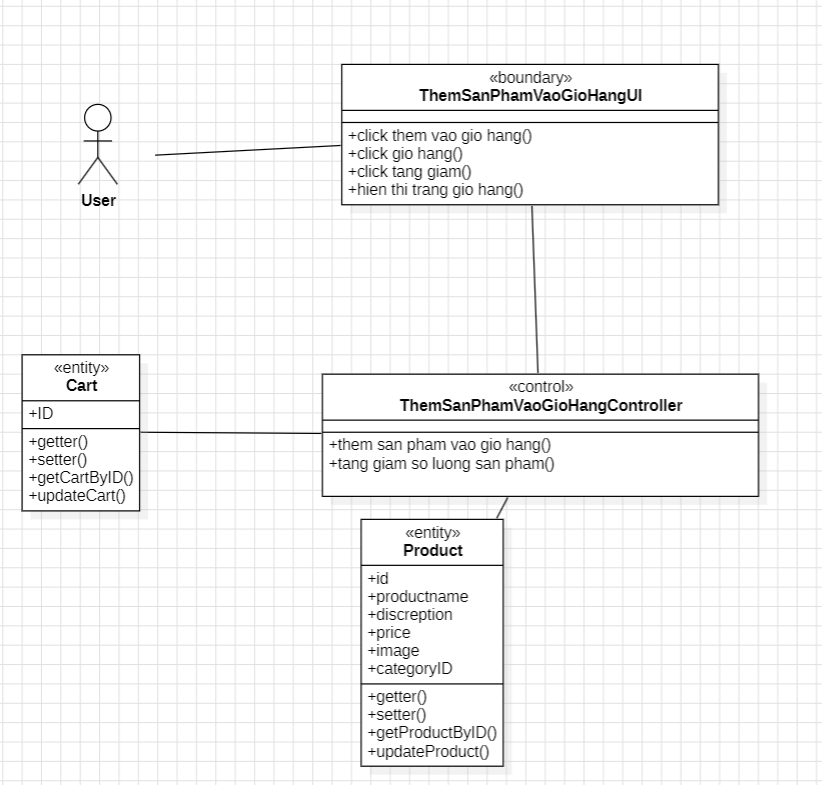 «boundary»
ThemSanPhamVaoGioHangUI
+click them vao gio hang()
+click gio hang()
+click tang giam()
+hien thi trang gio hang()
User
«entity»
Cart
+ID
+getter()
+setter()
+getCartByID()
+updateCart()
«control»
ThemSanPhamVaoGioHangController
+them san pham vao gio hang()
+tang giam so luong san pham()
«entity»
Product
+id
+productname
+discreption
+price
+image
+categoryID
+getter()
+setter()
+getProductByID()
+updateProduct()